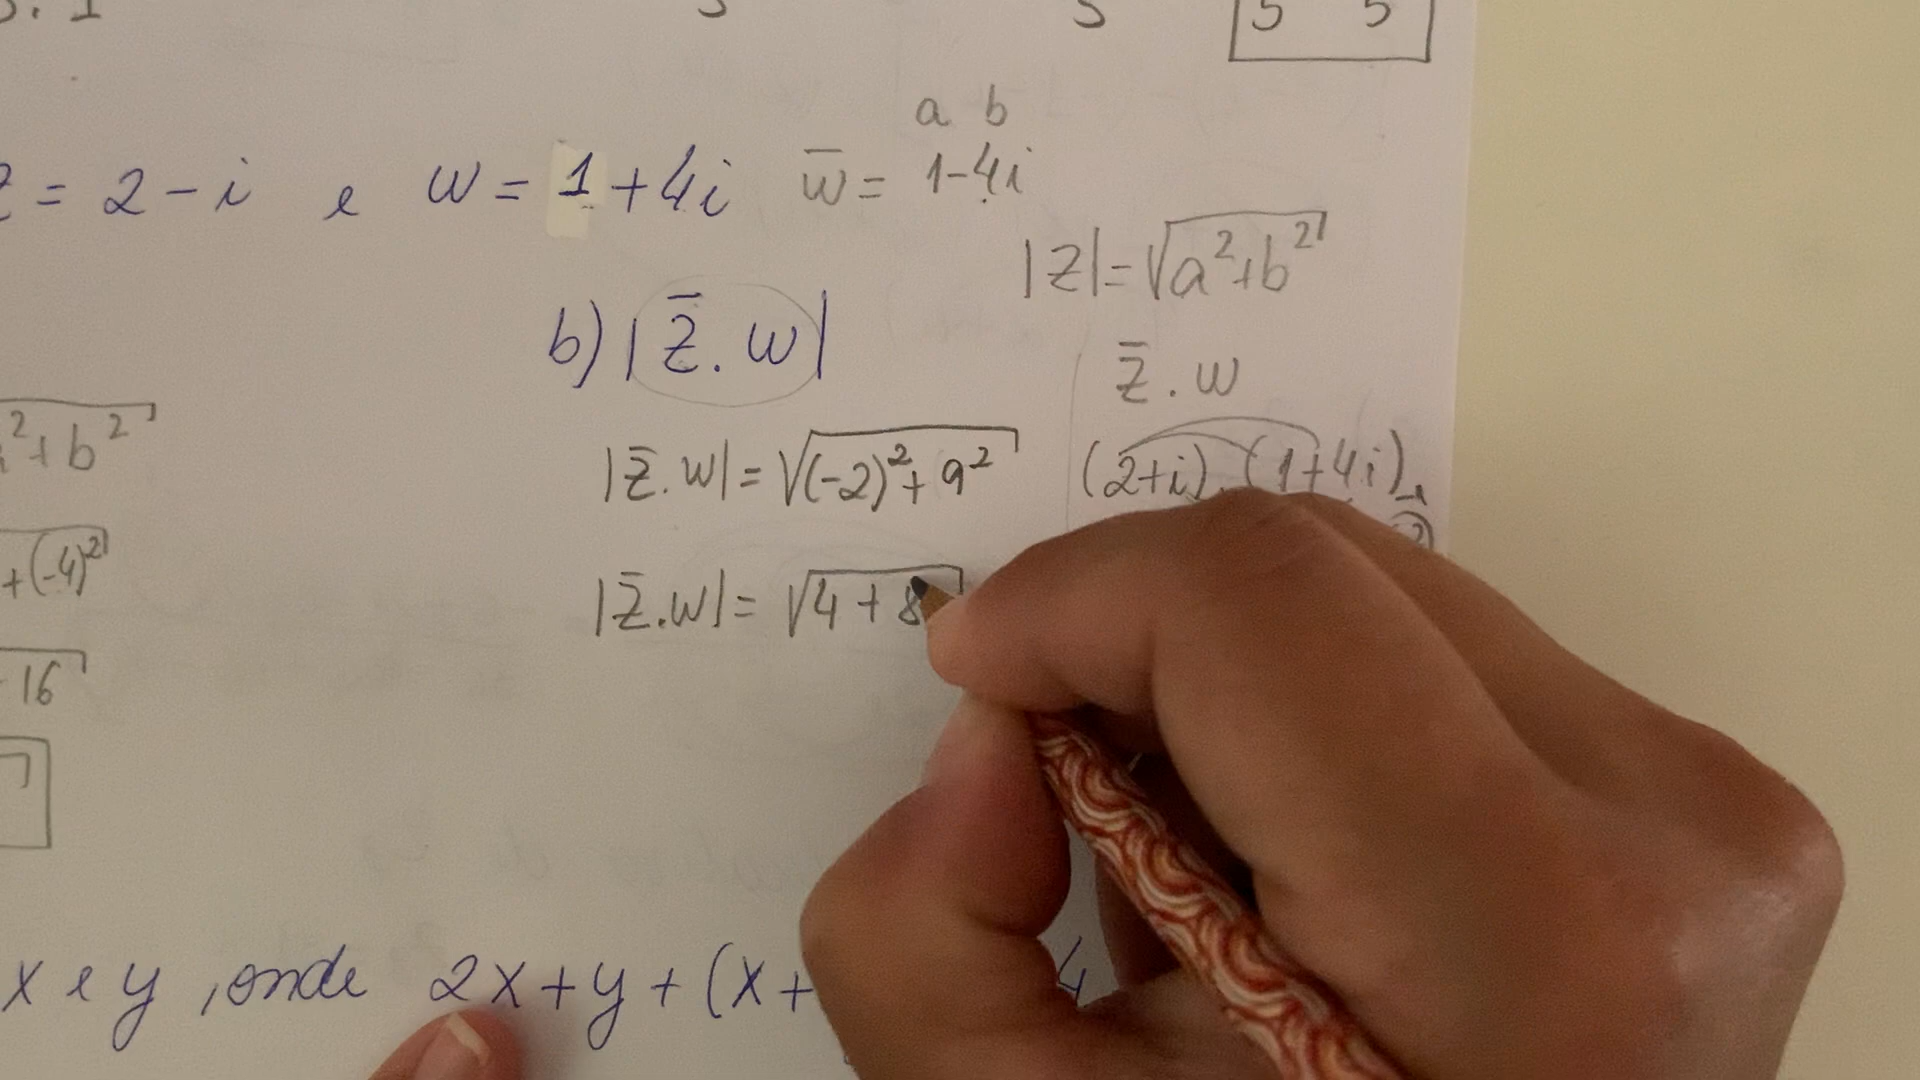 5 5
a b
= 2 - i e w = 1 + 4i w̅ = 1-4i
|z| = √a²+b²
b) |z̅ . w|
z̅ . w
² + b²
|z̅ . w| = √(-2)² + 9²
(2+i) . (1+4i)
+(-4)²
|z̅ . w| = √4 + 8
16
x e y , onde 2x + y + (x + 4